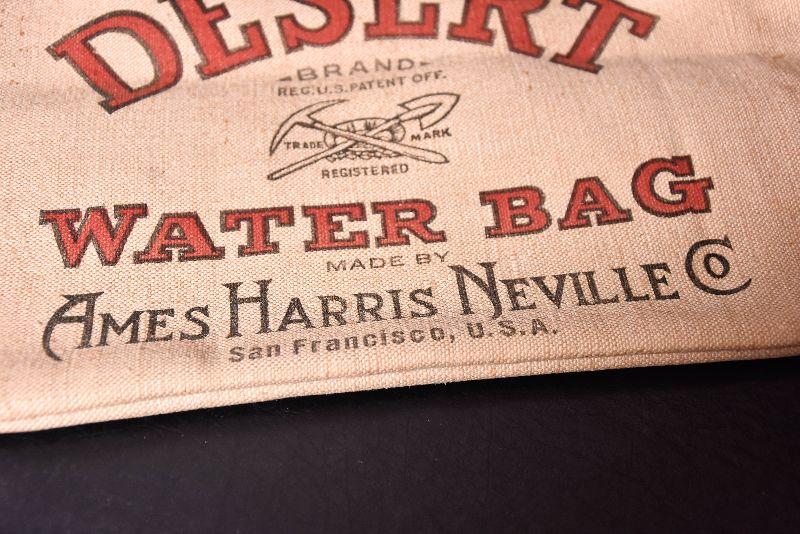 DESERT
-BRAND-
REG. U.S. PATENT OFF.
TRADE MARK
REGISTERED
WATER BAG
MADE BY
AMES HARRIS NEVILLE CO
San Francisco, U.S.A.